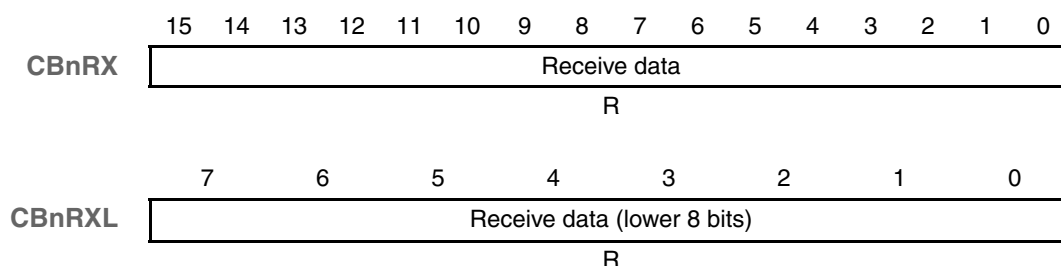 15 14 13 12 11 10 9 8 7 6 5 4 3 2 1 0
CBnRX Receive data
R
7 6 5 4 3 2 1 0
CBnRXL Receive data (lower 8 bits)
R